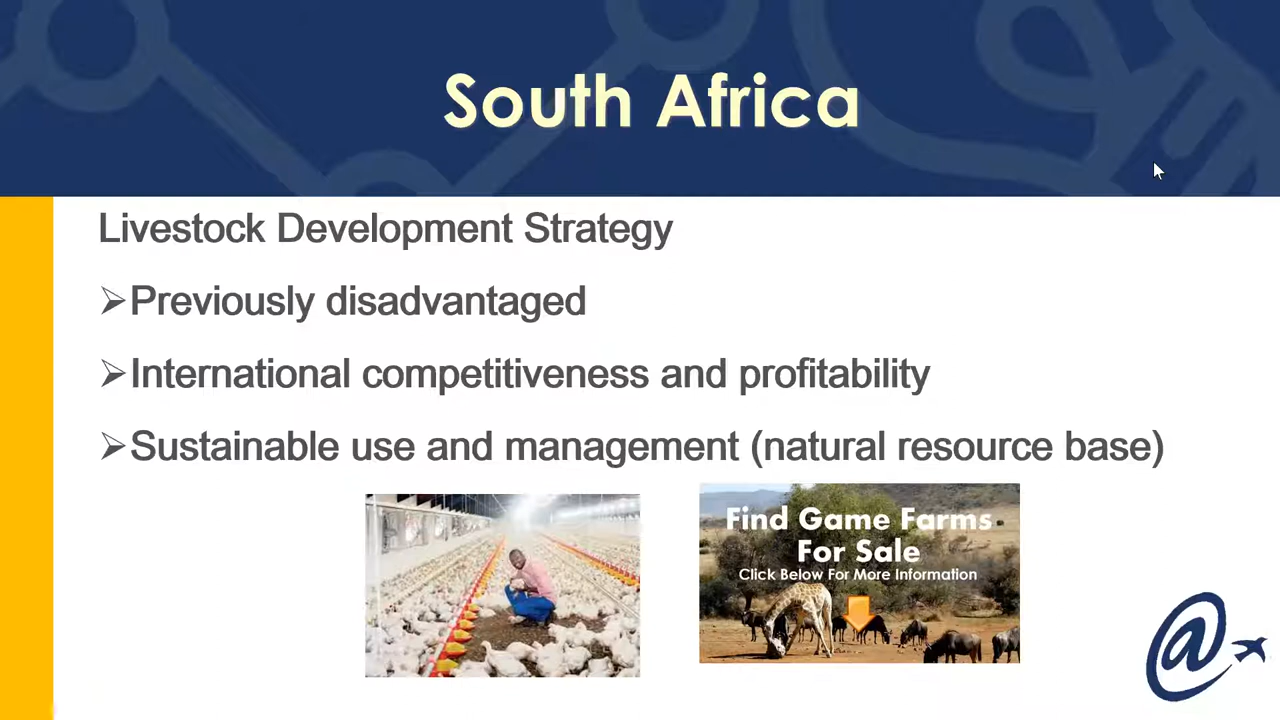 South Africa
Livestock Development Strategy
➢Previously disadvantaged
➢International competitiveness and profitability
➢Sustainable use and management (natural resource base)
Find Game Farms
For Sale
Click Below For More Information
@